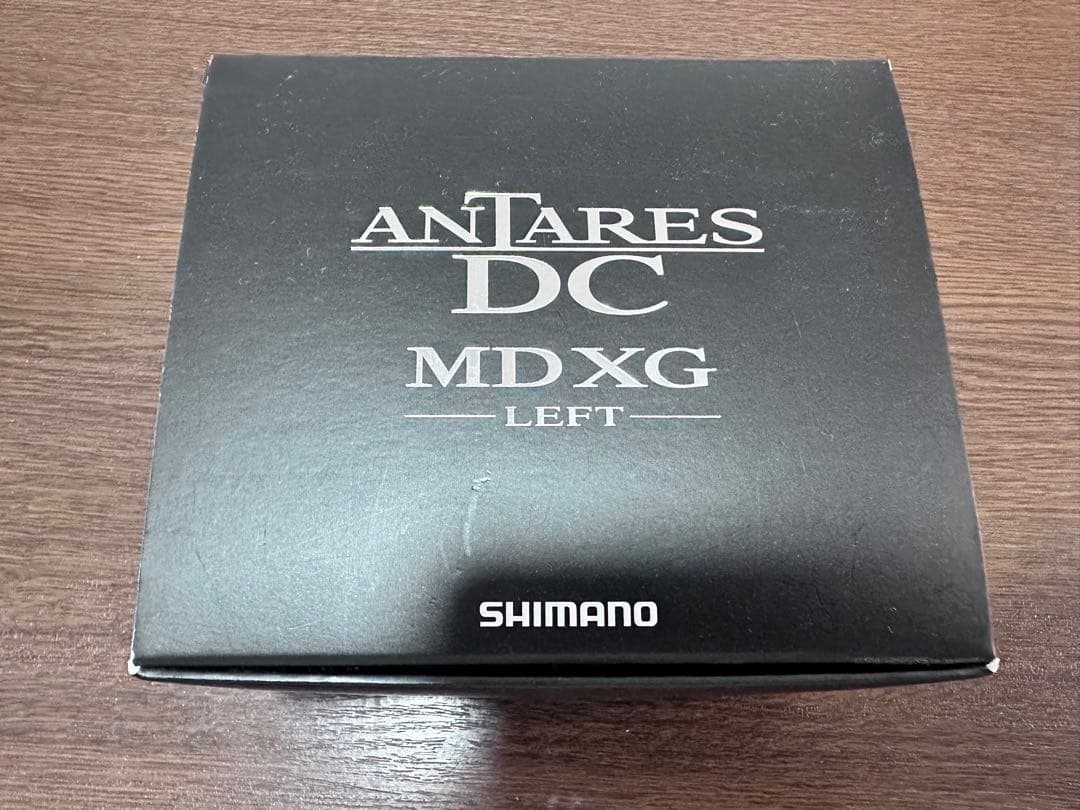 ANTARES
DC
MD XG
LEFT
SHIMANO